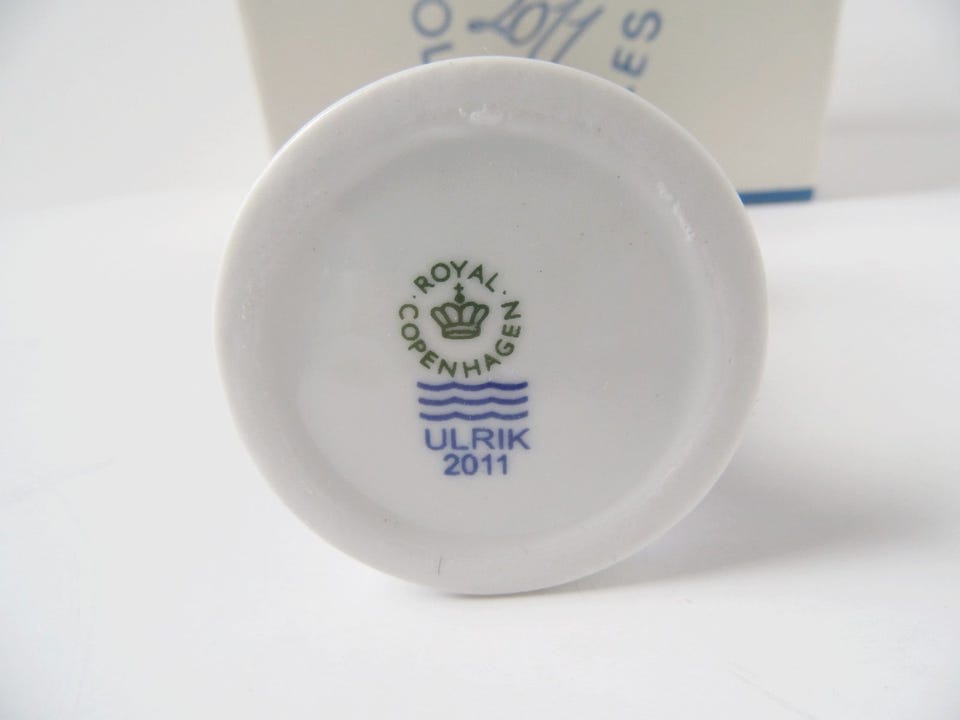 2011
· ROYAL ·
COPENHAGEN
ULRIK
2011